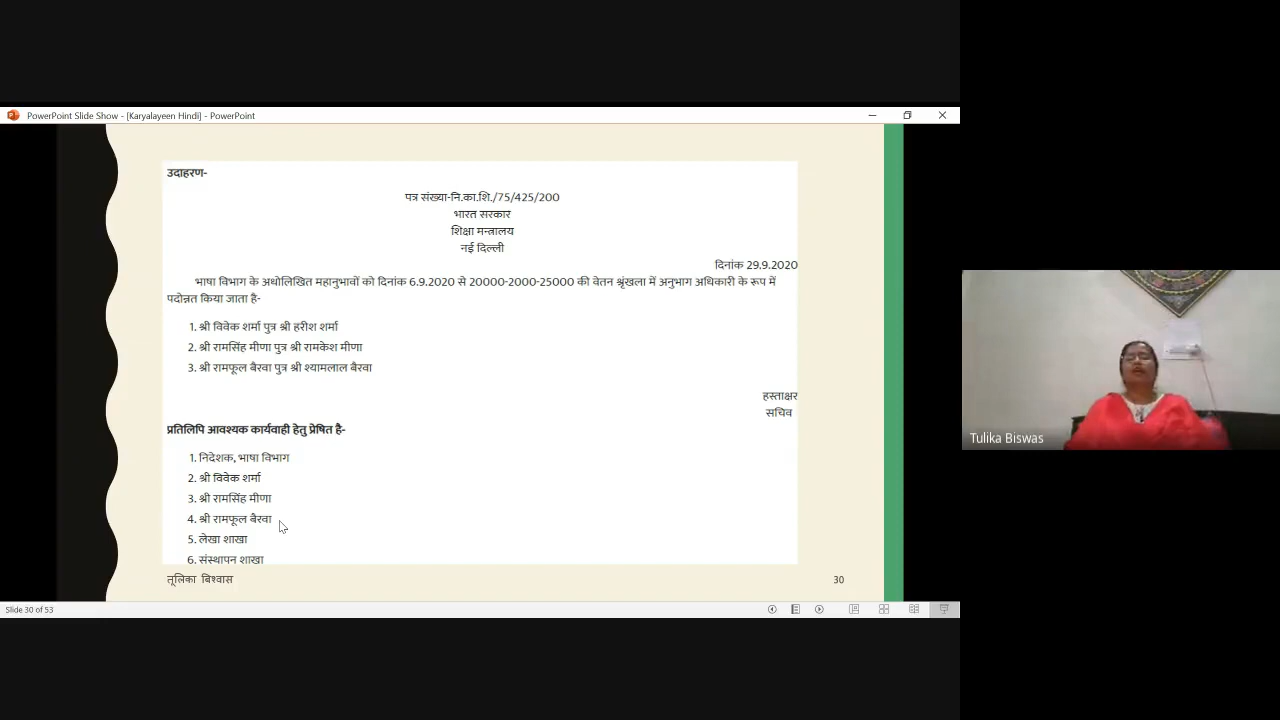 PowerPoint Slide Show - [Karyalayeen Hindi] - PowerPoint
उदाहरण-
पत्र संख्या-नि.का.शि./75/425/200
भारत सरकार
शिक्षा मन्त्रालय
नई दिल्ली
दिनांक 29.9.2020
भाषा विभाग के अधोलिखित महानुभावों को दिनांक 6.9.2020 से 20000-2000-25000 की वेतन श्रृंखला में अनुभाग अधिकारी के रूप में
पदोन्नत किया जाता है-
1. श्री विवेक शर्मा पुत्र श्री हरीश शर्मा
2. श्री रामसिंह मीणा पुत्र श्री रामकेश मीणा
3. श्री रामफूल बैरवा पुत्र श्री श्यामलाल बैरवा
हस्ताक्षर
सचिव
प्रतिलिपि आवश्यक कार्यवाही हेतु प्रेषित है-
1. निदेशक, भाषा विभाग
2. श्री विवेक शर्मा
3. श्री रामसिंह मीणा
4. श्री रामफूल बैरवा
5. लेखा शाखा
6. संस्थापन शाखा
तूलिका बिश्वास
30
Slide 30 of 53
Tulika Biswas